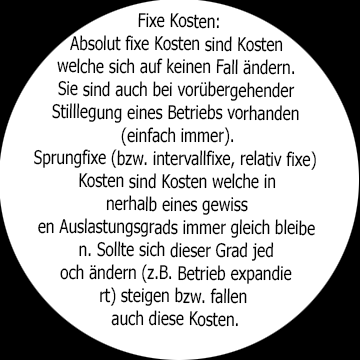 Fixe Kosten:
Absolut fixe Kosten sind Kosten
welche sich auf keinen Fall ändern.
Sie sind auch bei vorübergehender
Stilllegung eines Betriebs vorhanden
(einfach immer).
Sprungfixe (bzw. intervallfixe, relativ fixe)
Kosten sind Kosten welche in
nerhalb eines gewiss
en Auslastungsgrads immer gleich bleibe
n. Sollte sich dieser Grad jed
och ändern (z.B. Betrieb expandie
rt) steigen bzw. fallen
auch diese Kosten.